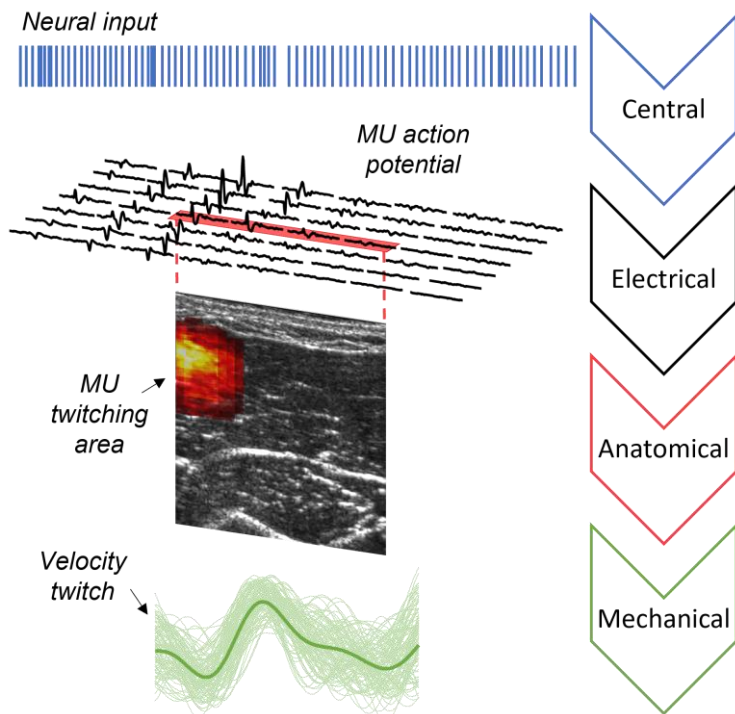 Neural input
Central
MU action
potential
Electrical
MU
twitching
area
Anatomical
Velocity
twitch
Mechanical